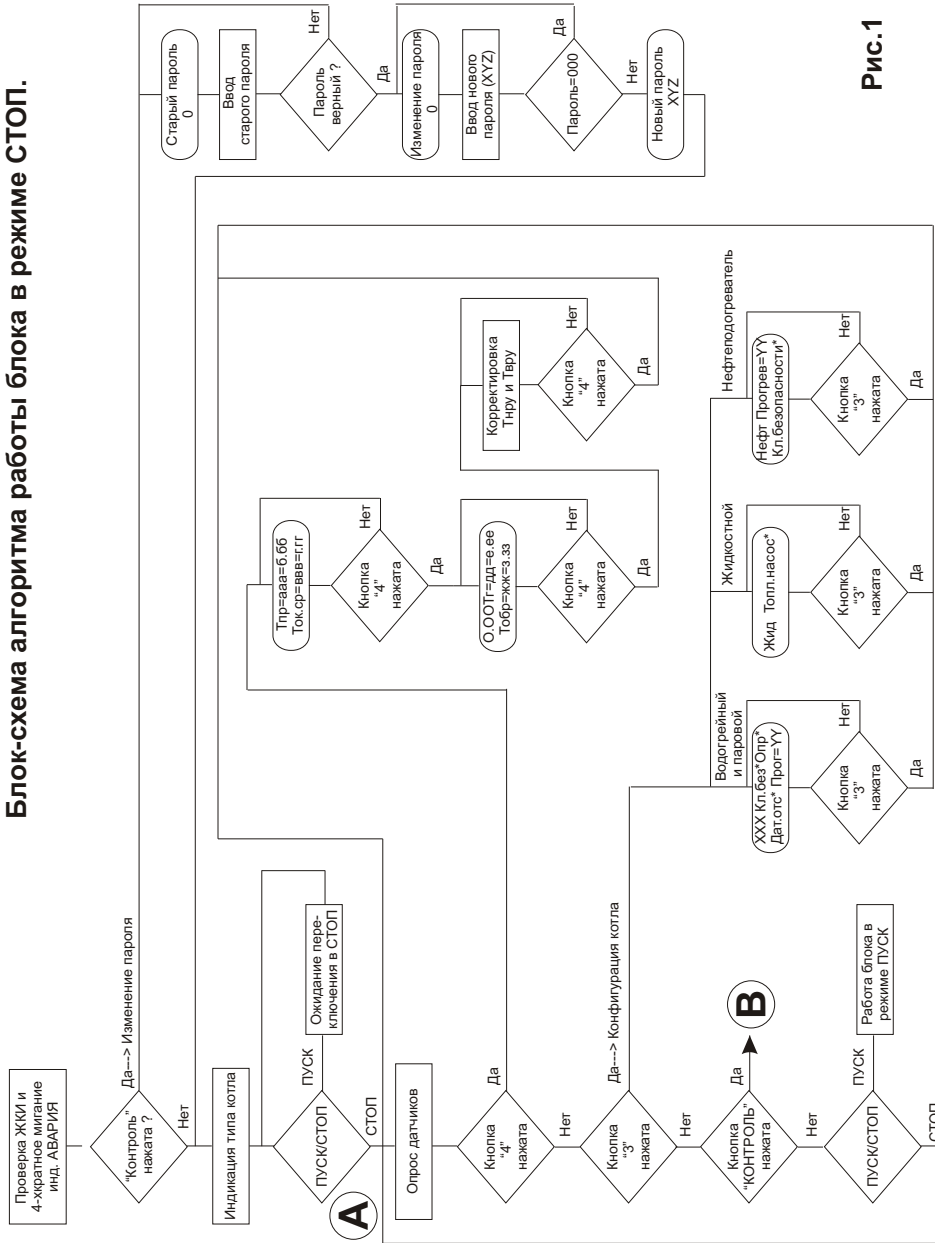 Блок-схема алгоритма работы блока в режиме СТОП.
Проверка ЖКИ и
4-хкратное мигание
инд. АВАРИЯ
"Контроль"
нажата ?
Да---> Изменение пароля
Нет
Индикация типа котла
ПУСК/СТОП
ПУСК
Ожидание пере-
ключения в СТОП
СТОП
А
Опрос датчиков
Кнопка
"4"
нажата
Да
Нет
Кнопка
"3"
нажата
Да---> Конфигурация котла
Нет
Кнопка
"КОНТРОЛЬ"
нажата
Да
В
Нет
ПУСК/СТОП
ПУСК
Работа блока в
режиме ПУСК
СТОП
Тпр=ааа=б.бб
Ток.ср=ввв=г.гг
Кнопка
"4"
нажата
Нет
Да
О.ООТг=дд=е.ее
Тобр=жж=з.зз
Кнопка
"4"
нажата
Нет
Да
Корректировка
Тнру и Твру
Кнопка
"4"
нажата
Нет
Да
Водогрейный
и паровой
ХХХ Кл.без*Опр*
Дат.отс* Прог=YY
Кнопка
"3"
нажата
Нет
Да
Жидкостной
Жид Топл.насос*
Кнопка
"3"
нажата
Нет
Да
Нефтеподогреватель
Нефт Прогрев=YY
Кл.безопасности*
Кнопка
"3"
нажата
Нет
Да
Старый пароль
0
Ввод
старого пароля
Пароль
верный ?
Нет
Да
Изменение пароля
0
Ввод нового
пароля (XYZ)
Пароль=000
Да
Нет
Новый пароль
XYZ
Рис.1